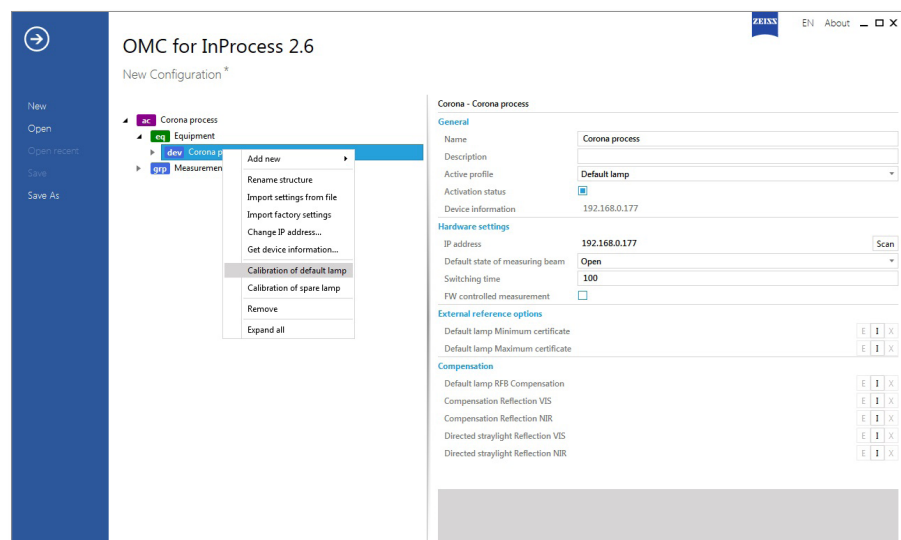 ZEISS
EN About
OMC for InProcess 2.6
New Configuration *
New
Open
Open recent
Save
Save As
ac Corona process
eq Equipment
dev Corona p
grp Measuremen
Add new
Rename structure
Import settings from file
Import factory settings
Change IP address...
Get device information...
Calibration of default lamp
Calibration of spare lamp
Remove
Expand all
Corona - Corona process
General
Name Corona process
Description
Active profile Default lamp
Activation status
Device information 192.168.0.177
Hardware settings
IP address 192.168.0.177 Scan
Default state of measuring beam Open
Switching time 100
FW controlled measurement
External reference options
Default lamp Minimum certificate E I X
Default lamp Maximum certificate E I X
Compensation
Default lamp RFB Compensation E I X
Compensation Reflection VIS E I X
Compensation Reflection NIR E I X
Directed straylight Reflection VIS E I X
Directed straylight Reflection NIR E I X